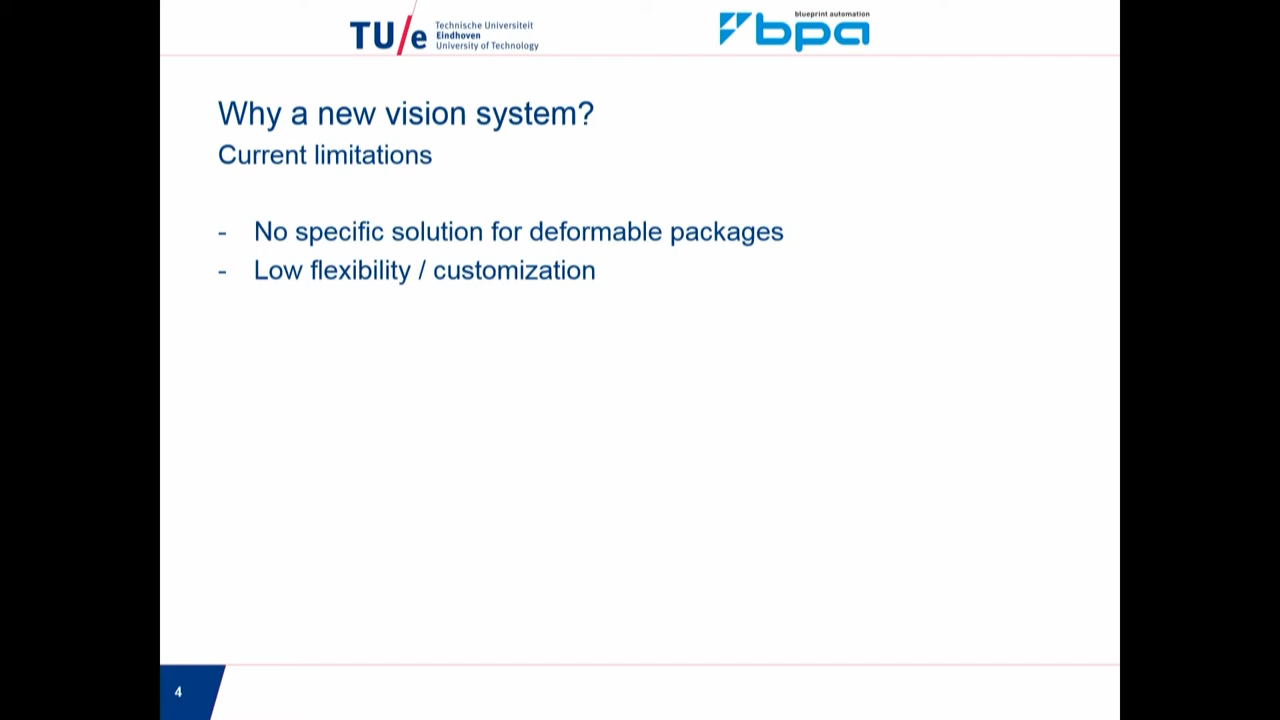 TU/e
Technische Universiteit
Eindhoven
University of Technology
blueprint automation
bpa
Why a new vision system?
Current limitations
- No specific solution for deformable packages
- Low flexibility / customization
4